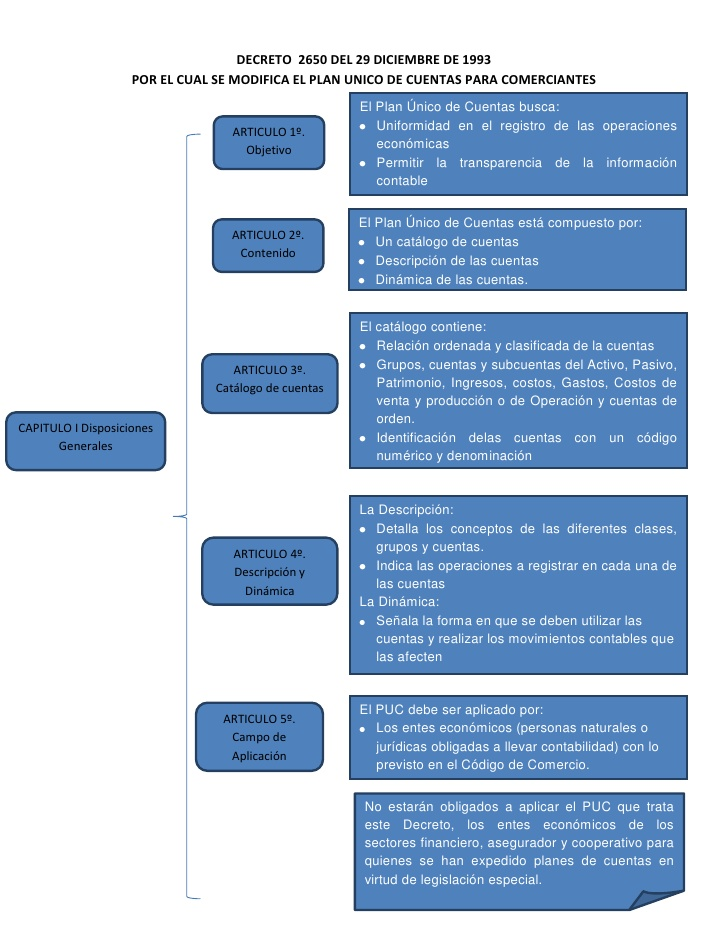 DECRETO 2650 DEL 29 DICIEMBRE DE 1993
POR EL CUAL SE MODIFICA EL PLAN UNICO DE CUENTAS PARA COMERCIANTES
CAPITULO I Disposiciones
Generales
ARTICULO 1º.
Objetivo
El Plan Único de Cuentas busca:
• Uniformidad en el registro de las operaciones
económicas
• Permitir la transparencia de la información
contable
ARTICULO 2º.
Contenido
El Plan Único de Cuentas está compuesto por:
• Un catálogo de cuentas
• Descripción de las cuentas
• Dinámica de las cuentas.
ARTICULO 3º.
Catálogo de cuentas
El catálogo contiene:
• Relación ordenada y clasificada de la cuentas
• Grupos, cuentas y subcuentas del Activo, Pasivo,
Patrimonio, Ingresos, costos, Gastos, Costos de
venta y producción o de Operación y cuentas de
orden.
• Identificación delas cuentas con un código
numérico y denominación
ARTICULO 4º.
Descripción y
Dinámica
La Descripción:
• Detalla los conceptos de las diferentes clases,
grupos y cuentas.
• Indica las operaciones a registrar en cada una de
las cuentas
La Dinámica:
• Señala la forma en que se deben utilizar las
cuentas y realizar los movimientos contables que
las afecten
ARTICULO 5º.
Campo de
Aplicación
El PUC debe ser aplicado por:
• Los entes económicos (personas naturales o
jurídicas obligadas a llevar contabilidad) con lo
previsto en el Código de Comercio.
No estarán obligados a aplicar el PUC que trata
este Decreto, los entes económicos de los
sectores financiero, asegurador y cooperativo para
quienes se han expedido planes de cuentas en
virtud de legislación especial.